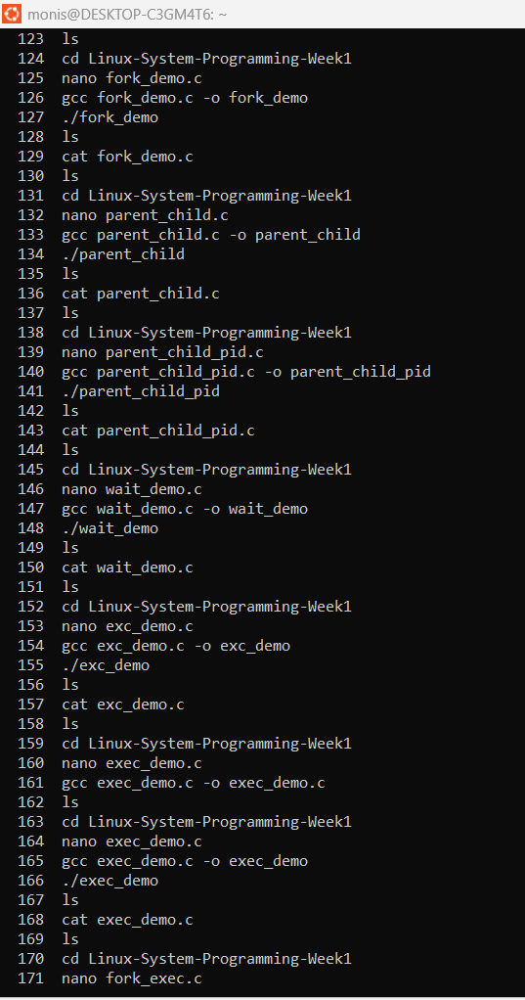 monis@DESKTOP-C3GM4T6: ~
123 ls
124 cd Linux-System-Programming-Week1
125 nano fork_demo.c
126 gcc fork_demo.c -o fork_demo
127 ./fork_demo
128 ls
129 cat fork_demo.c
130 ls
131 cd Linux-System-Programming-Week1
132 nano parent_child.c
133 gcc parent_child.c -o parent_child
134 ./parent_child
135 ls
136 cat parent_child.c
137 ls
138 cd Linux-System-Programming-Week1
139 nano parent_child_pid.c
140 gcc parent_child_pid.c -o parent_child_pid
141 ./parent_child_pid
142 ls
143 cat parent_child_pid.c
144 ls
145 cd Linux-System-Programming-Week1
146 nano wait_demo.c
147 gcc wait_demo.c -o wait_demo
148 ./wait_demo
149 ls
150 cat wait_demo.c
151 ls
152 cd Linux-System-Programming-Week1
153 nano exc_demo.c
154 gcc exc_demo.c -o exc_demo
155 ./exc_demo
156 ls
157 cat exc_demo.c
158 ls
159 cd Linux-System-Programming-Week1
160 nano exec_demo.c
161 gcc exec_demo.c -o exec_demo.c
162 ls
163 cd Linux-System-Programming-Week1
164 nano exec_demo.c
165 gcc exec_demo.c -o exec_demo
166 ./exec_demo
167 ls
168 cat exec_demo.c
169 ls
170 cd Linux-System-Programming-Week1
171 nano fork_exec.c